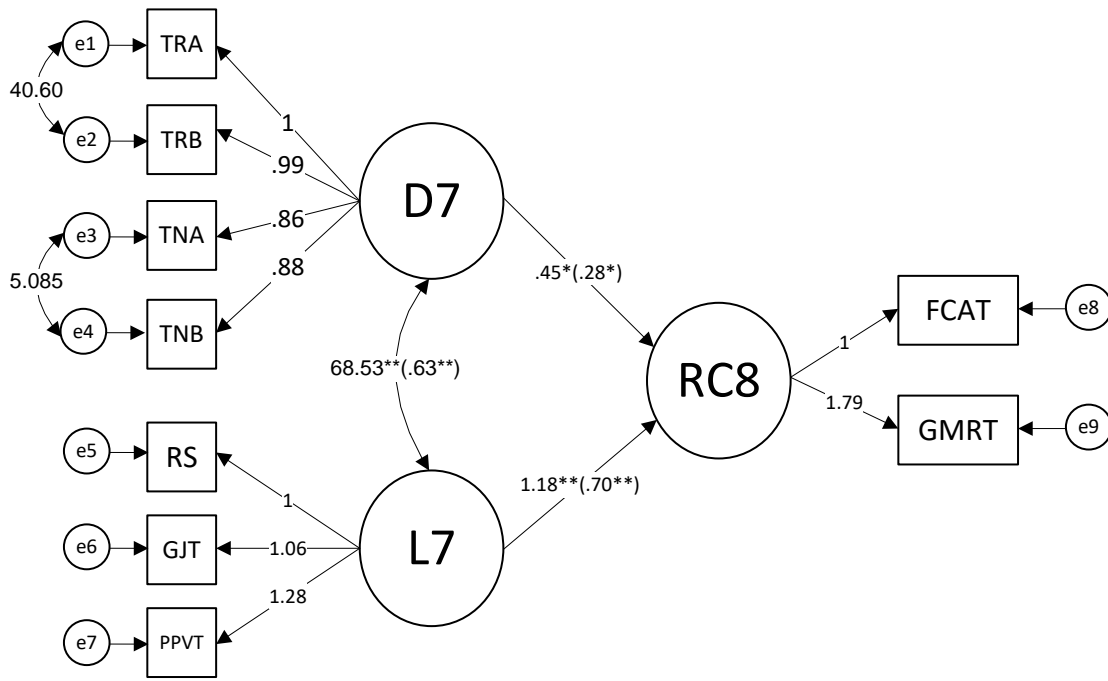 e1
TRA
40.60
e2
TRB
e3
TNA
5.085
e4
TNB
1
.99
.86
.88
D7
.45*(.28*)
68.53**(.63**)
RC8
1
FCAT
e8
1.79
GMRT
e9
e5
RS
e6
GJT
e7
PPVT
1
1.06
1.28
L7
1.18**(.70**)